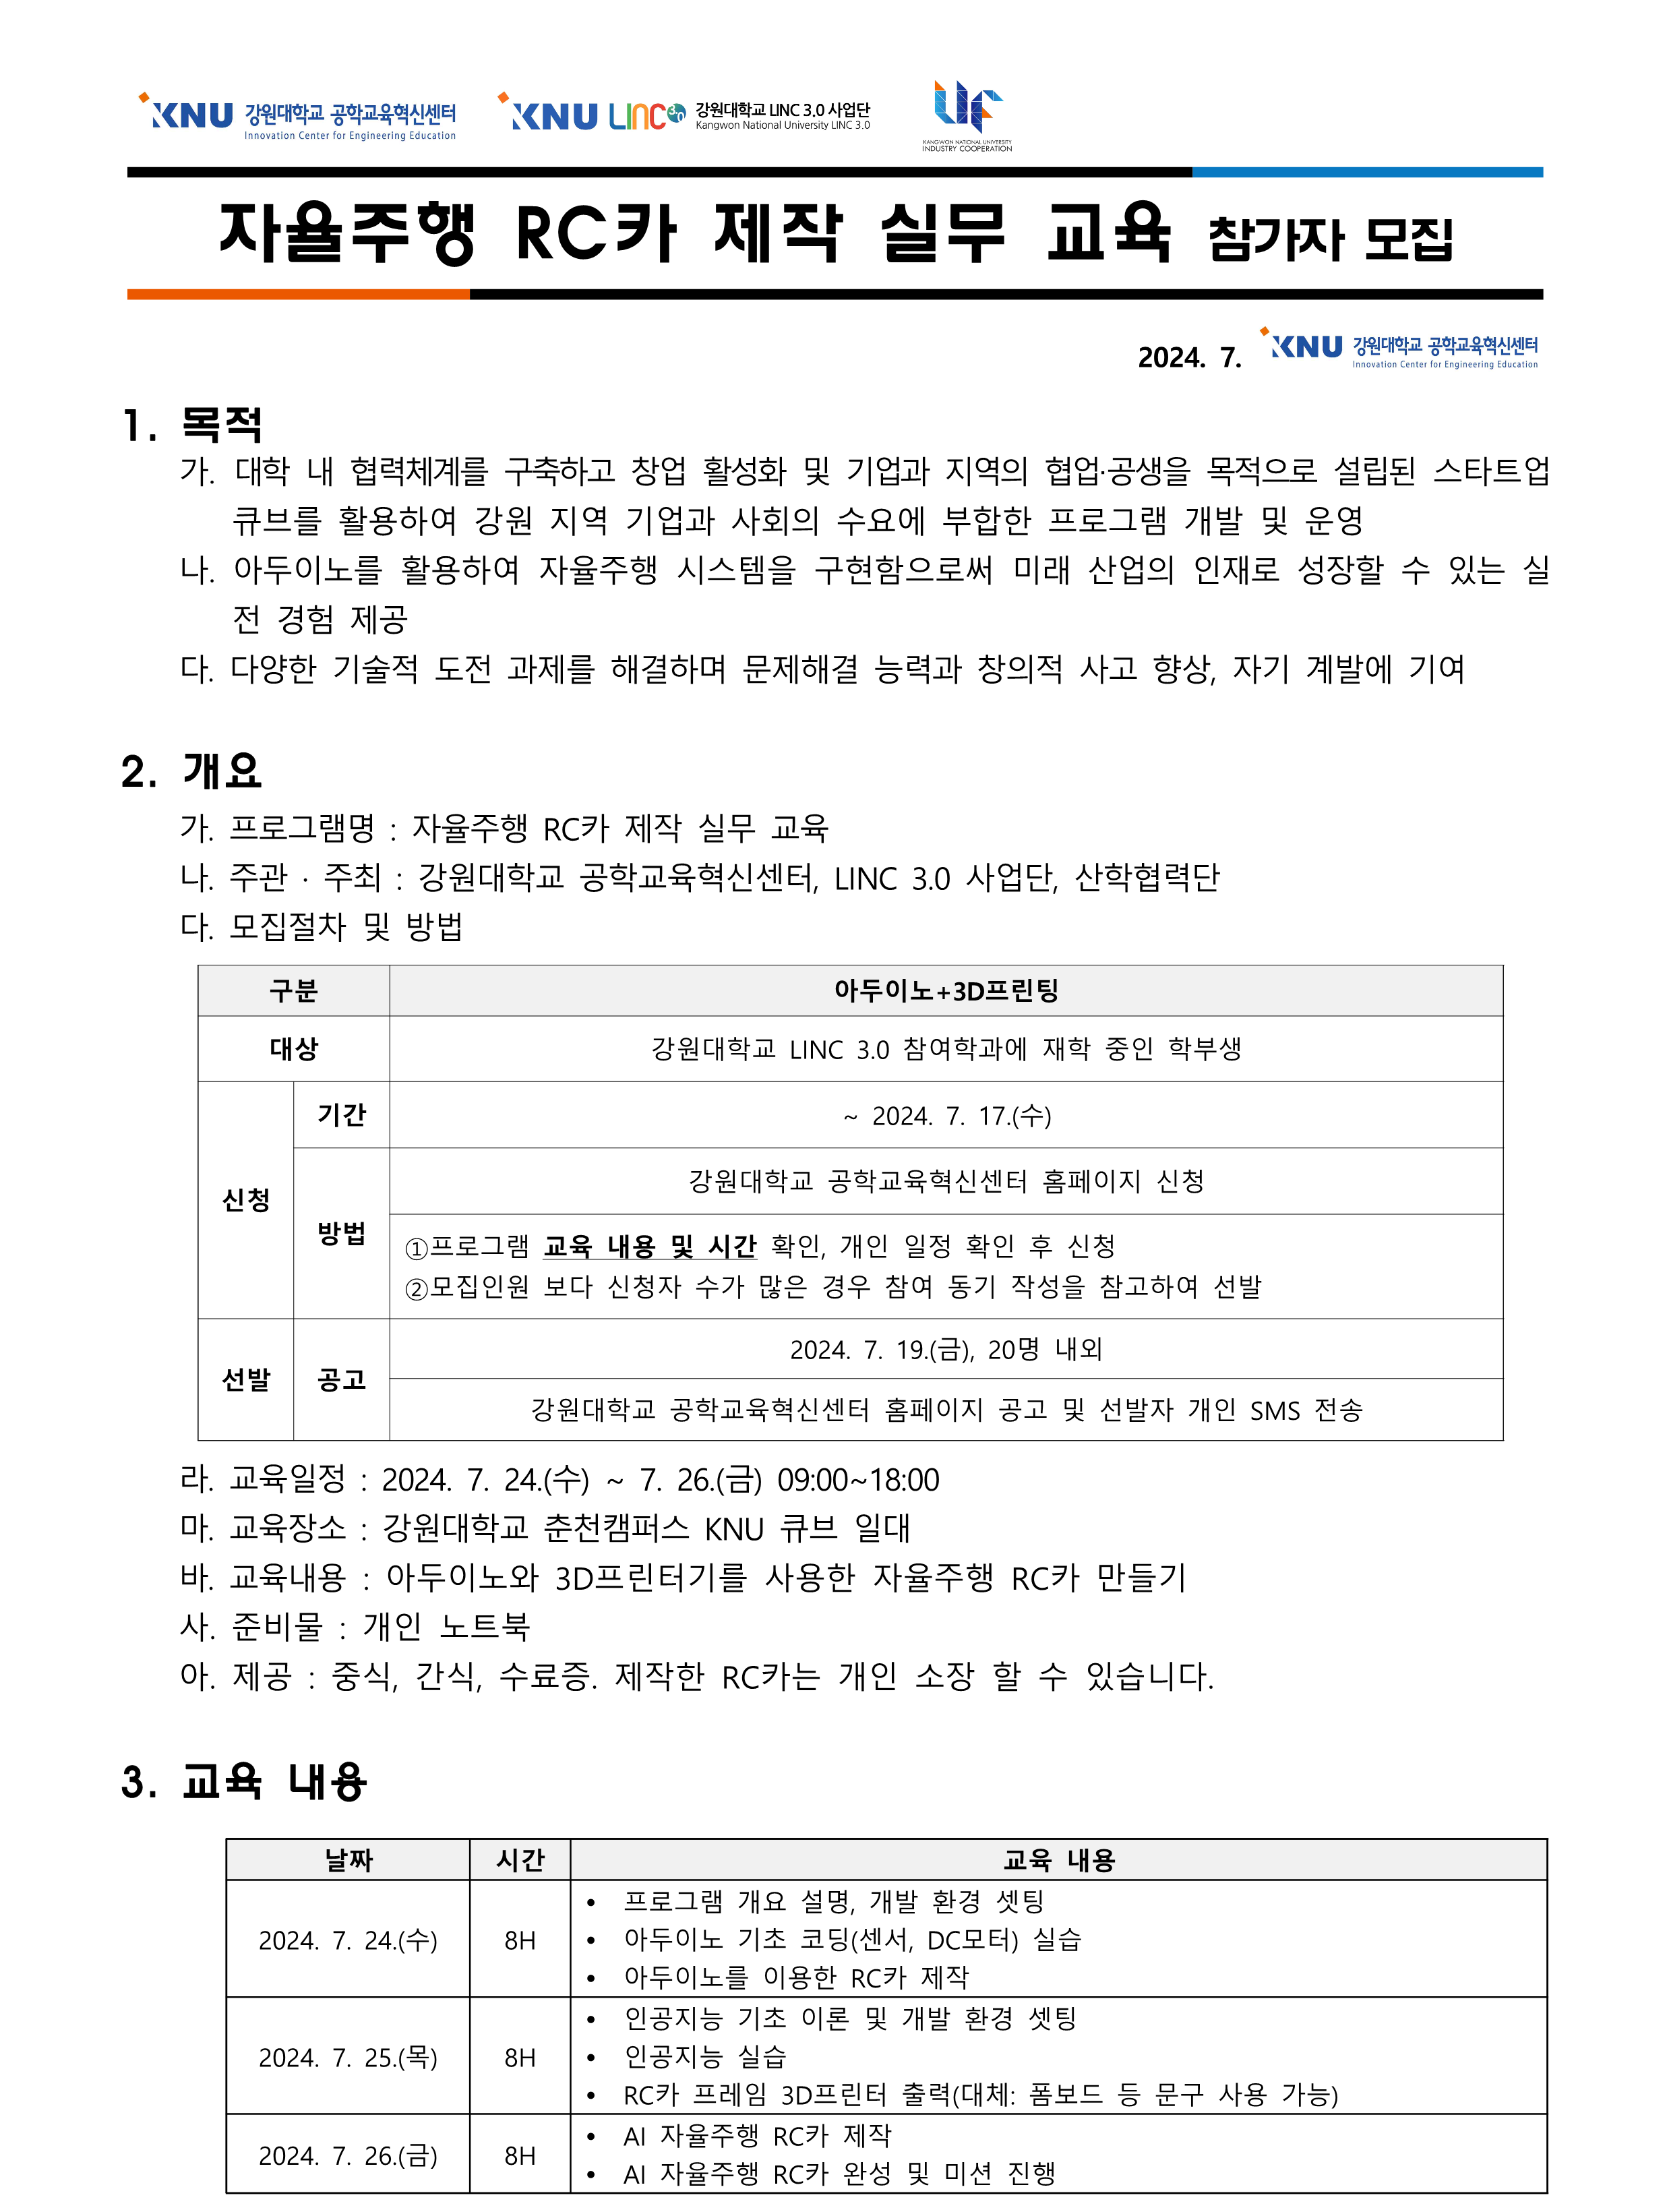 KNU 강원대학교 공학교육혁신센터
Innovation Center for Engineering Education
KNU LINC 3.0 강원대학교 LINC 3.0 사업단
Kangwon National University LINC 3.0
KANGWON NATIONAL UNIVERSITY
INDUSTRY COOPERATION
자율주행 RC카 제작 실무 교육 참가자 모집
2024. 7. KNU 강원대학교 공학교육혁신센터
Innovation Center for Engineering Education
1. 목적
가. 대학 내 협력체계를 구축하고 창업 활성화 및 기업과 지역의 협업·공생을 목적으로 설립된 스타트업
큐브를 활용하여 강원 지역 기업과 사회의 수요에 부합한 프로그램 개발 및 운영
나. 아두이노를 활용하여 자율주행 시스템을 구현함으로써 미래 산업의 인재로 성장할 수 있는 실
전 경험 제공
다. 다양한 기술적 도전 과제를 해결하며 문제해결 능력과 창의적 사고 향상, 자기 계발에 기여
2. 개요
가. 프로그램명 : 자율주행 RC카 제작 실무 교육
나. 주관 · 주최 : 강원대학교 공학교육혁신센터, LINC 3.0 사업단, 산학협력단
다. 모집절차 및 방법
구분 아두이노+3D프린팅
대상 강원대학교 LINC 3.0 참여학과에 재학 중인 학부생
신청 기간 ~ 2024. 7. 17.(수)
방법 강원대학교 공학교육혁신센터 홈페이지 신청
①프로그램 교육 내용 및 시간 확인, 개인 일정 확인 후 신청
②모집인원 보다 신청자 수가 많은 경우 참여 동기 작성을 참고하여 선발
선발 공고 2024. 7. 19.(금), 20명 내외
강원대학교 공학교육혁신센터 홈페이지 공고 및 선발자 개인 SMS 전송
라. 교육일정 : 2024. 7. 24.(수) ~ 7. 26.(금) 09:00~18:00
마. 교육장소 : 강원대학교 춘천캠퍼스 KNU 큐브 일대
바. 교육내용 : 아두이노와 3D프린터기를 사용한 자율주행 RC카 만들기
사. 준비물 : 개인 노트북
아. 제공 : 중식, 간식, 수료증. 제작한 RC카는 개인 소장 할 수 있습니다.
3. 교육 내용
날짜 시간 교육 내용
2024. 7. 24.(수) 8H
• 프로그램 개요 설명, 개발 환경 셋팅
• 아두이노 기초 코딩(센서, DC모터) 실습
• 아두이노를 이용한 RC카 제작
2024. 7. 25.(목) 8H
• 인공지능 기초 이론 및 개발 환경 셋팅
• 인공지능 실습
• RC카 프레임 3D프린터 출력(대체: 폼보드 등 문구 사용 가능)
2024. 7. 26.(금) 8H
• AI 자율주행 RC카 제작
• AI 자율주행 RC카 완성 및 미션 진행